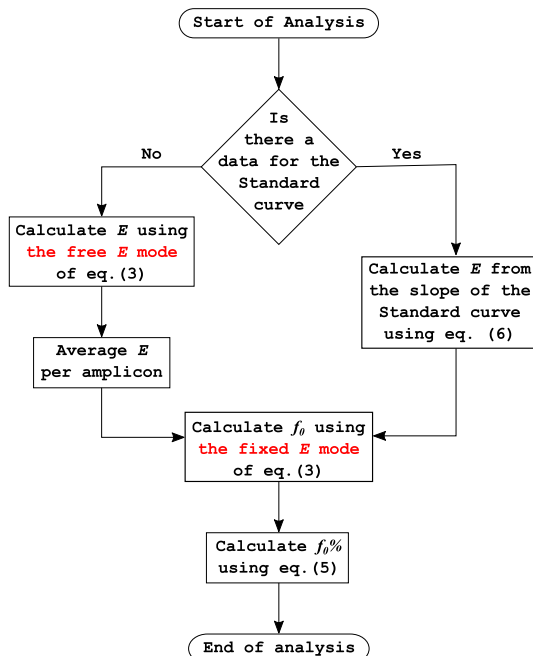 Start of Analysis
Is
there a
data for the
Standard
curve
No
Yes
Calculate E using
the free E mode
of eq.(3)
Calculate E from
the slope of the
Standard curve
using eq. (6)
Average E
per amplicon
Calculate f₀ using
the fixed E mode
of eq.(3)
Calculate f₀%
using eq.(5)
End of analysis